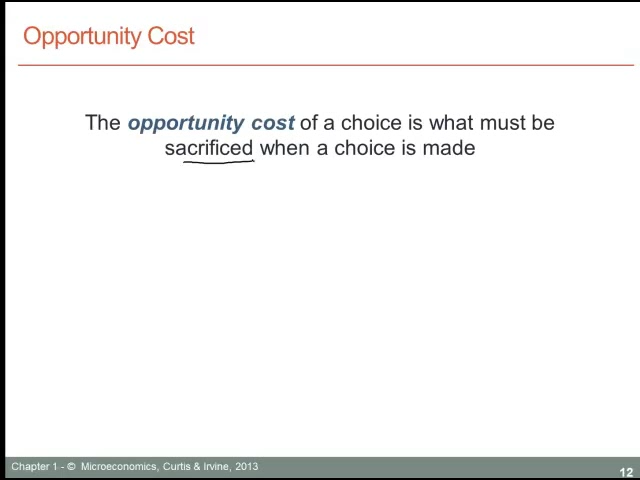 Opportunity Cost
The opportunity cost of a choice is what must be
sacrificed when a choice is made
Chapter 1 - © Microeconomics, Curtis & Irvine, 2013
12